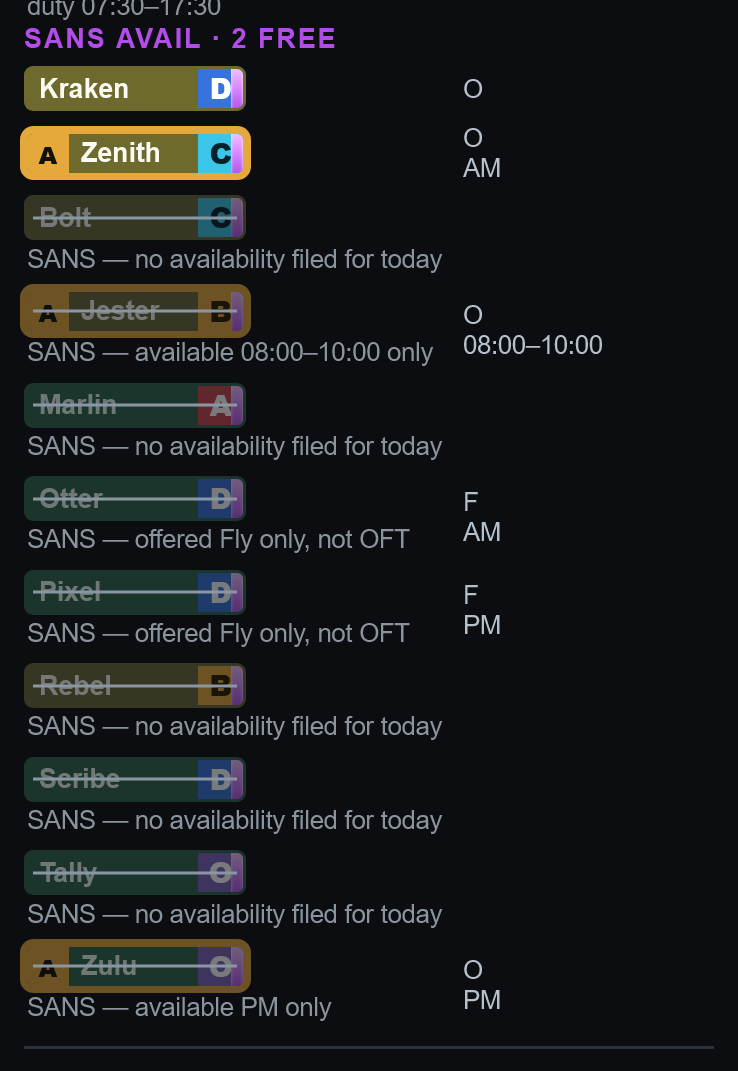 duty 07:30–17:30
SANS AVAIL · 2 FREE
Kraken D O
A Zenith C O
AM
Bolt C
SANS — no availability filed for today
A Jester B O
SANS — available 08:00–10:00 only 08:00–10:00
Marlin A
SANS — no availability filed for today
Otter D F
SANS — offered Fly only, not OFT AM
Pixel D F
SANS — offered Fly only, not OFT PM
Rebel B
SANS — no availability filed for today
Scribe D
SANS — no availability filed for today
Tally O
SANS — no availability filed for today
A Zulu O O
SANS — available PM only PM